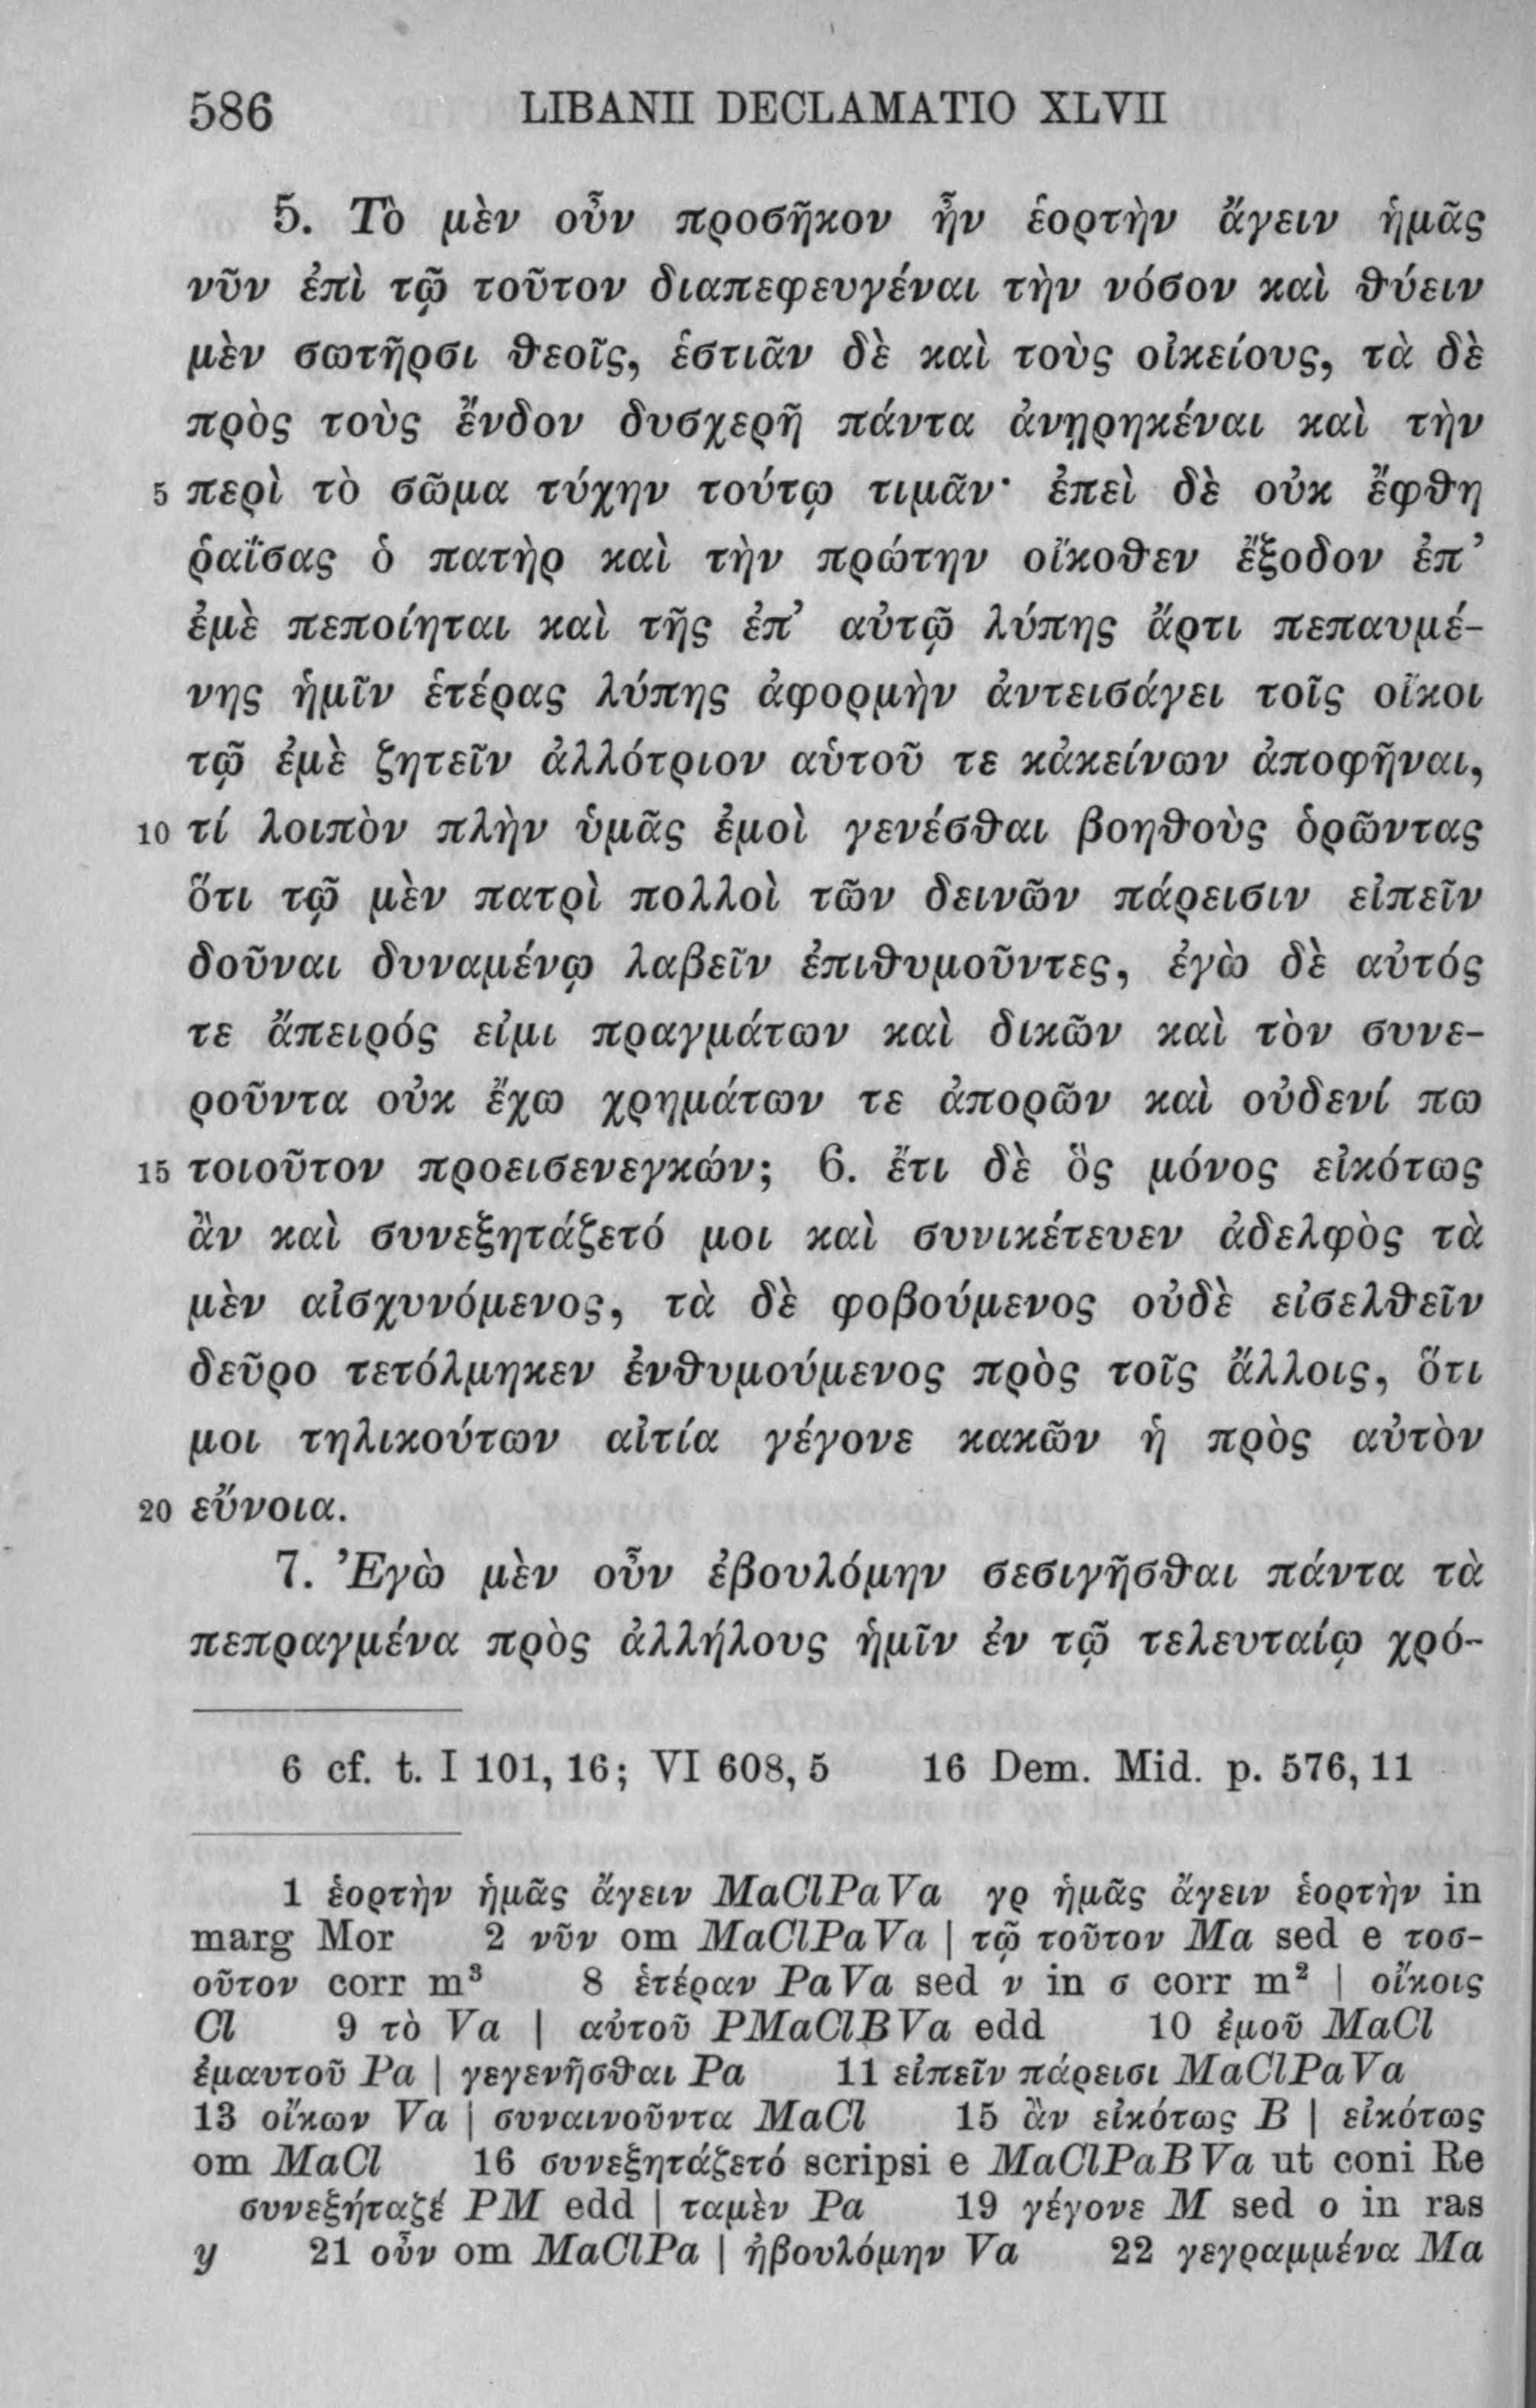 586 LIBANII DECLAMATIO XLVII
5. Τὸ μὲν οὖν προσῆκον ἦν ἑορτὴν ἄγειν ἡμᾶς
νῦν ἐπὶ τῷ τοῦτον διαπεφευγέναι τὴν νόσον καὶ θύειν
μὲν σωτῆρσι θεοῖς, ἑστιᾶν δὲ καὶ τοὺς οἰκείους, τὰ δὲ
πρὸς τοὺς ἔνδον δυσχερῆ πάντα ἀνῃρηκέναι καὶ τὴν
5 περὶ τὸ σῶμα τύχην τούτῳ τιμᾶν· ἐπεὶ δὲ οὐκ ἔφθη
ῥαΐσας ὁ πατὴρ καὶ τὴν πρώτην οἴκοθεν ἔξοδον ἐπ’
ἐμὲ πεποίηται καὶ τῆς ἐπ’ αὐτῷ λύπης ἄρτι πεπαυμέ-
νης ἡμῖν ἑτέρας λύπης ἀφορμὴν ἀντεισάγει τοῖς οἴκοι
τῷ ἐμὲ ζητεῖν ἀλλότριον αὑτοῦ τε κἀκείνων ἀποφῆναι,
10 τί λοιπὸν πλὴν ὑμᾶς ἐμοὶ γενέσθαι βοηθοὺς ὁρῶντας
ὅτι τῷ μὲν πατρὶ πολλοὶ τῶν δεινῶν πάρεισιν εἰπεῖν
δοῦναι δυναμένῳ λαβεῖν ἐπιθυμοῦντες, ἐγὼ δὲ αὐτός
τε ἄπειρός εἰμι πραγμάτων καὶ δικῶν καὶ τὸν συνε-
ροῦντα οὐκ ἔχω χρημάτων τε ἀπορῶν καὶ οὐδενί πω
15 τοιοῦτον προεισενεγκών; 6. ἔτι δὲ ὃς μόνος εἰκότως
ἂν καὶ συνεξητάζετό μοι καὶ συνικέτευεν ἀδελφὸς τὰ
μὲν αἰσχυνόμενος, τὰ δὲ φοβούμενος οὐδὲ εἰσελθεῖν
δεῦρο τετόλμηκεν ἐνθυμούμενος πρὸς τοῖς ἄλλοις, ὅτι
μοι τηλικούτων αἰτία γέγονε κακῶν ἡ πρὸς αὐτὸν
20 εὔνοια.
7. Ἐγὼ μὲν οὖν ἐβουλόμην σεσιγῆσθαι πάντα τὰ
πεπραγμένα πρὸς ἀλλήλους ἡμῖν ἐν τῷ τελευταίῳ χρό-
6 cf. t. I 101, 16; VI 608, 5 16 Dem. Mid. p. 576, 11
1 ἑορτὴν ἡμᾶς ἄγειν MaClPaVa γρ ἡμᾶς ἄγειν ἑορτὴν in
marg Mor 2 νῦν om MaClPaVa | τῷ τοῦτον Ma sed e τοσ-
οῦτον corr m³ 8 ἑτέραν PaVa sed ν in σ corr m² | οἴκοις
Cl 9 τὸ Va | αὐτοῦ PMaClBVa edd 10 ἐμοῦ MaCl
ἐμαυτοῦ Pa | γεγενῆσθαι Pa 11 εἰπεῖν πάρεισι MaClPaVa
13 οἴκων Va | συναινοῦντα MaCl 15 ἂν εἰκότως B | εἰκότως
om MaCl 16 συνεξητάζετό scripsi e MaClPaBVa ut coni Re
συνεξήταζέ PM edd | ταμὲν Pa 19 γέγονε M sed ο in ras
y 21 οὖν om MaClPa | ἠβουλόμην Va 22 γεγραμμένα Ma